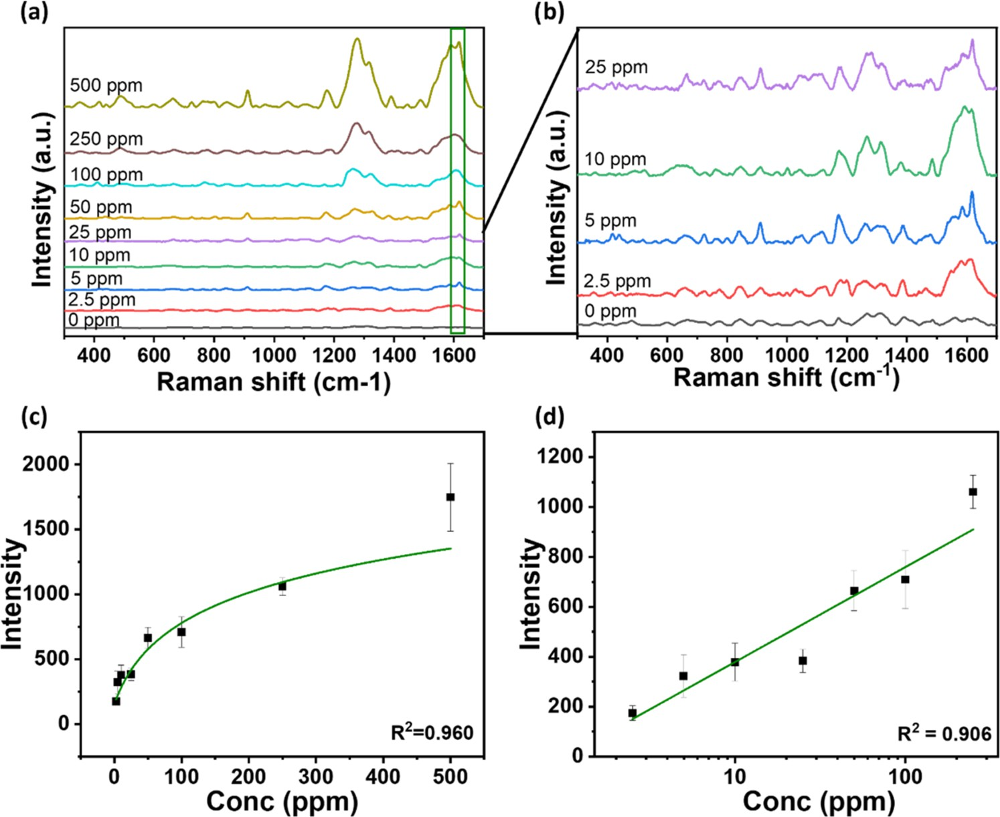 (a)
Intensity (a.u.)
500 ppm
250 ppm
100 ppm
50 ppm
25 ppm
10 ppm
5 ppm
2.5 ppm
0 ppm
400 600 800 1000 1200 1400 1600
Raman shift (cm-1)
(b)
Intensity (a.u.)
25 ppm
10 ppm
5 ppm
2.5 ppm
0 ppm
400 600 800 1000 1200 1400 1600
Raman shift (cm⁻¹)
(c)
Intensity
2000
1500
1000
500
0
R²=0.960
0 100 200 300 400 500
Conc (ppm)
(d)
Intensity
1200
1000
800
600
400
200
0
R² = 0.906
10 100
Conc (ppm)